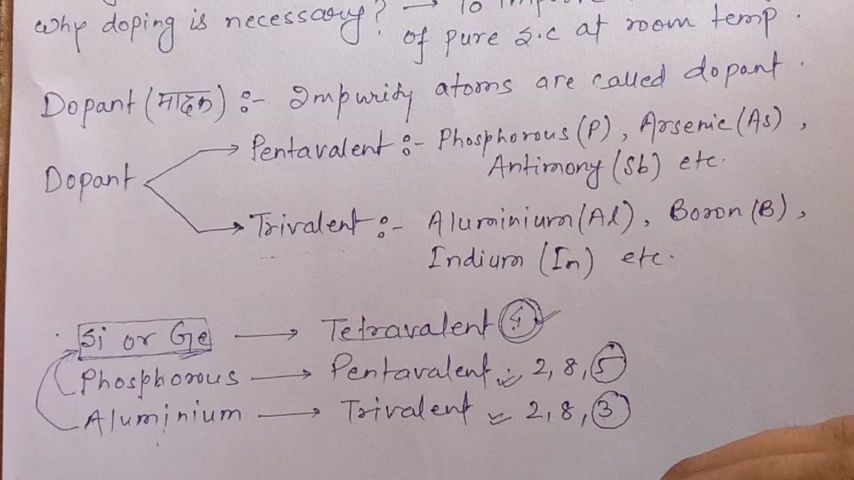 why doping is necessary? → To
of pure S.C at room temp.
Dopant (मादक) :- Impurity atoms are called dopant.
Pentavalent :- Phosphorous (P), Arsenic (As),
Antimony (Sb) etc.
Dopant
Trivalent :- Aluminium (Al), Boron (B),
Indium (In) etc.
Si or Ge → Tetravalent 4
Phosphorous → Pentavalent 2, 8, 5
Aluminium → Trivalent 2, 8, 3